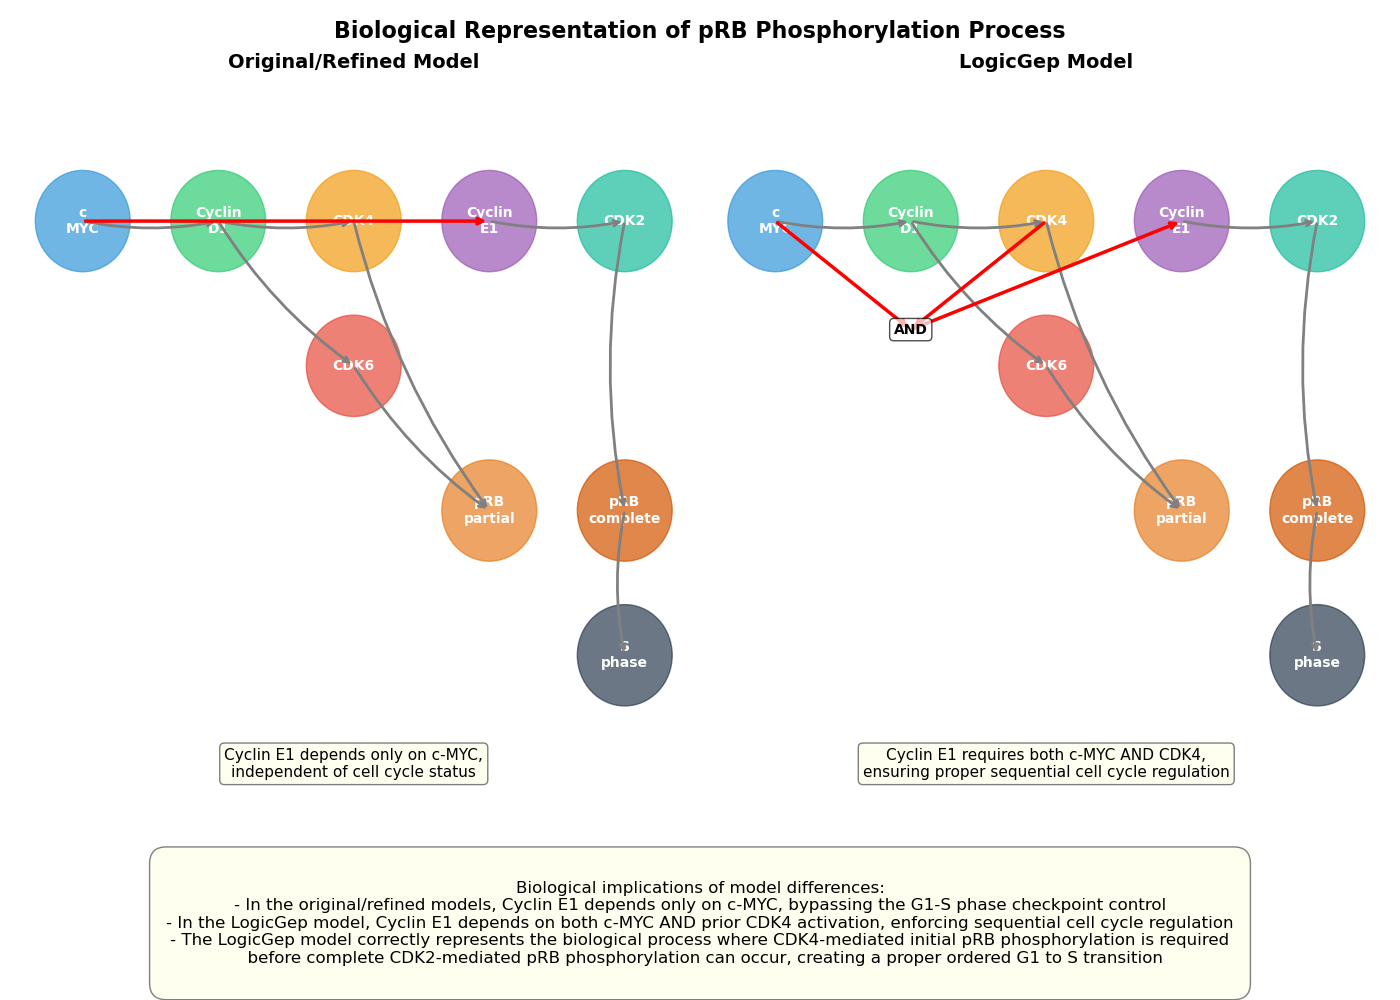 Biological Representation of pRB Phosphorylation Process
Original/Refined Model
LogicGep Model
c
MYC
Cyclin
D1
CDK4
Cyclin
E1
CDK2
CDK6
pRB
partial
pRB
complete
S
phase
c
MYC
Cyclin
D1
CDK4
Cyclin
E1
CDK2
AND
CDK6
pRB
partial
pRB
complete
S
phase
Cyclin E1 depends only on c-MYC,
independent of cell cycle status
Cyclin E1 requires both c-MYC AND CDK4,
ensuring proper sequential cell cycle regulation
Biological implications of model differences:
- In the original/refined models, Cyclin E1 depends only on c-MYC, bypassing the G1-S phase checkpoint control
- In the LogicGep model, Cyclin E1 depends on both c-MYC AND prior CDK4 activation, enforcing sequential cell cycle regulation
- The LogicGep model correctly represents the biological process where CDK4-mediated initial pRB phosphorylation is required
before complete CDK2-mediated pRB phosphorylation can occur, creating a proper ordered G1 to S transition